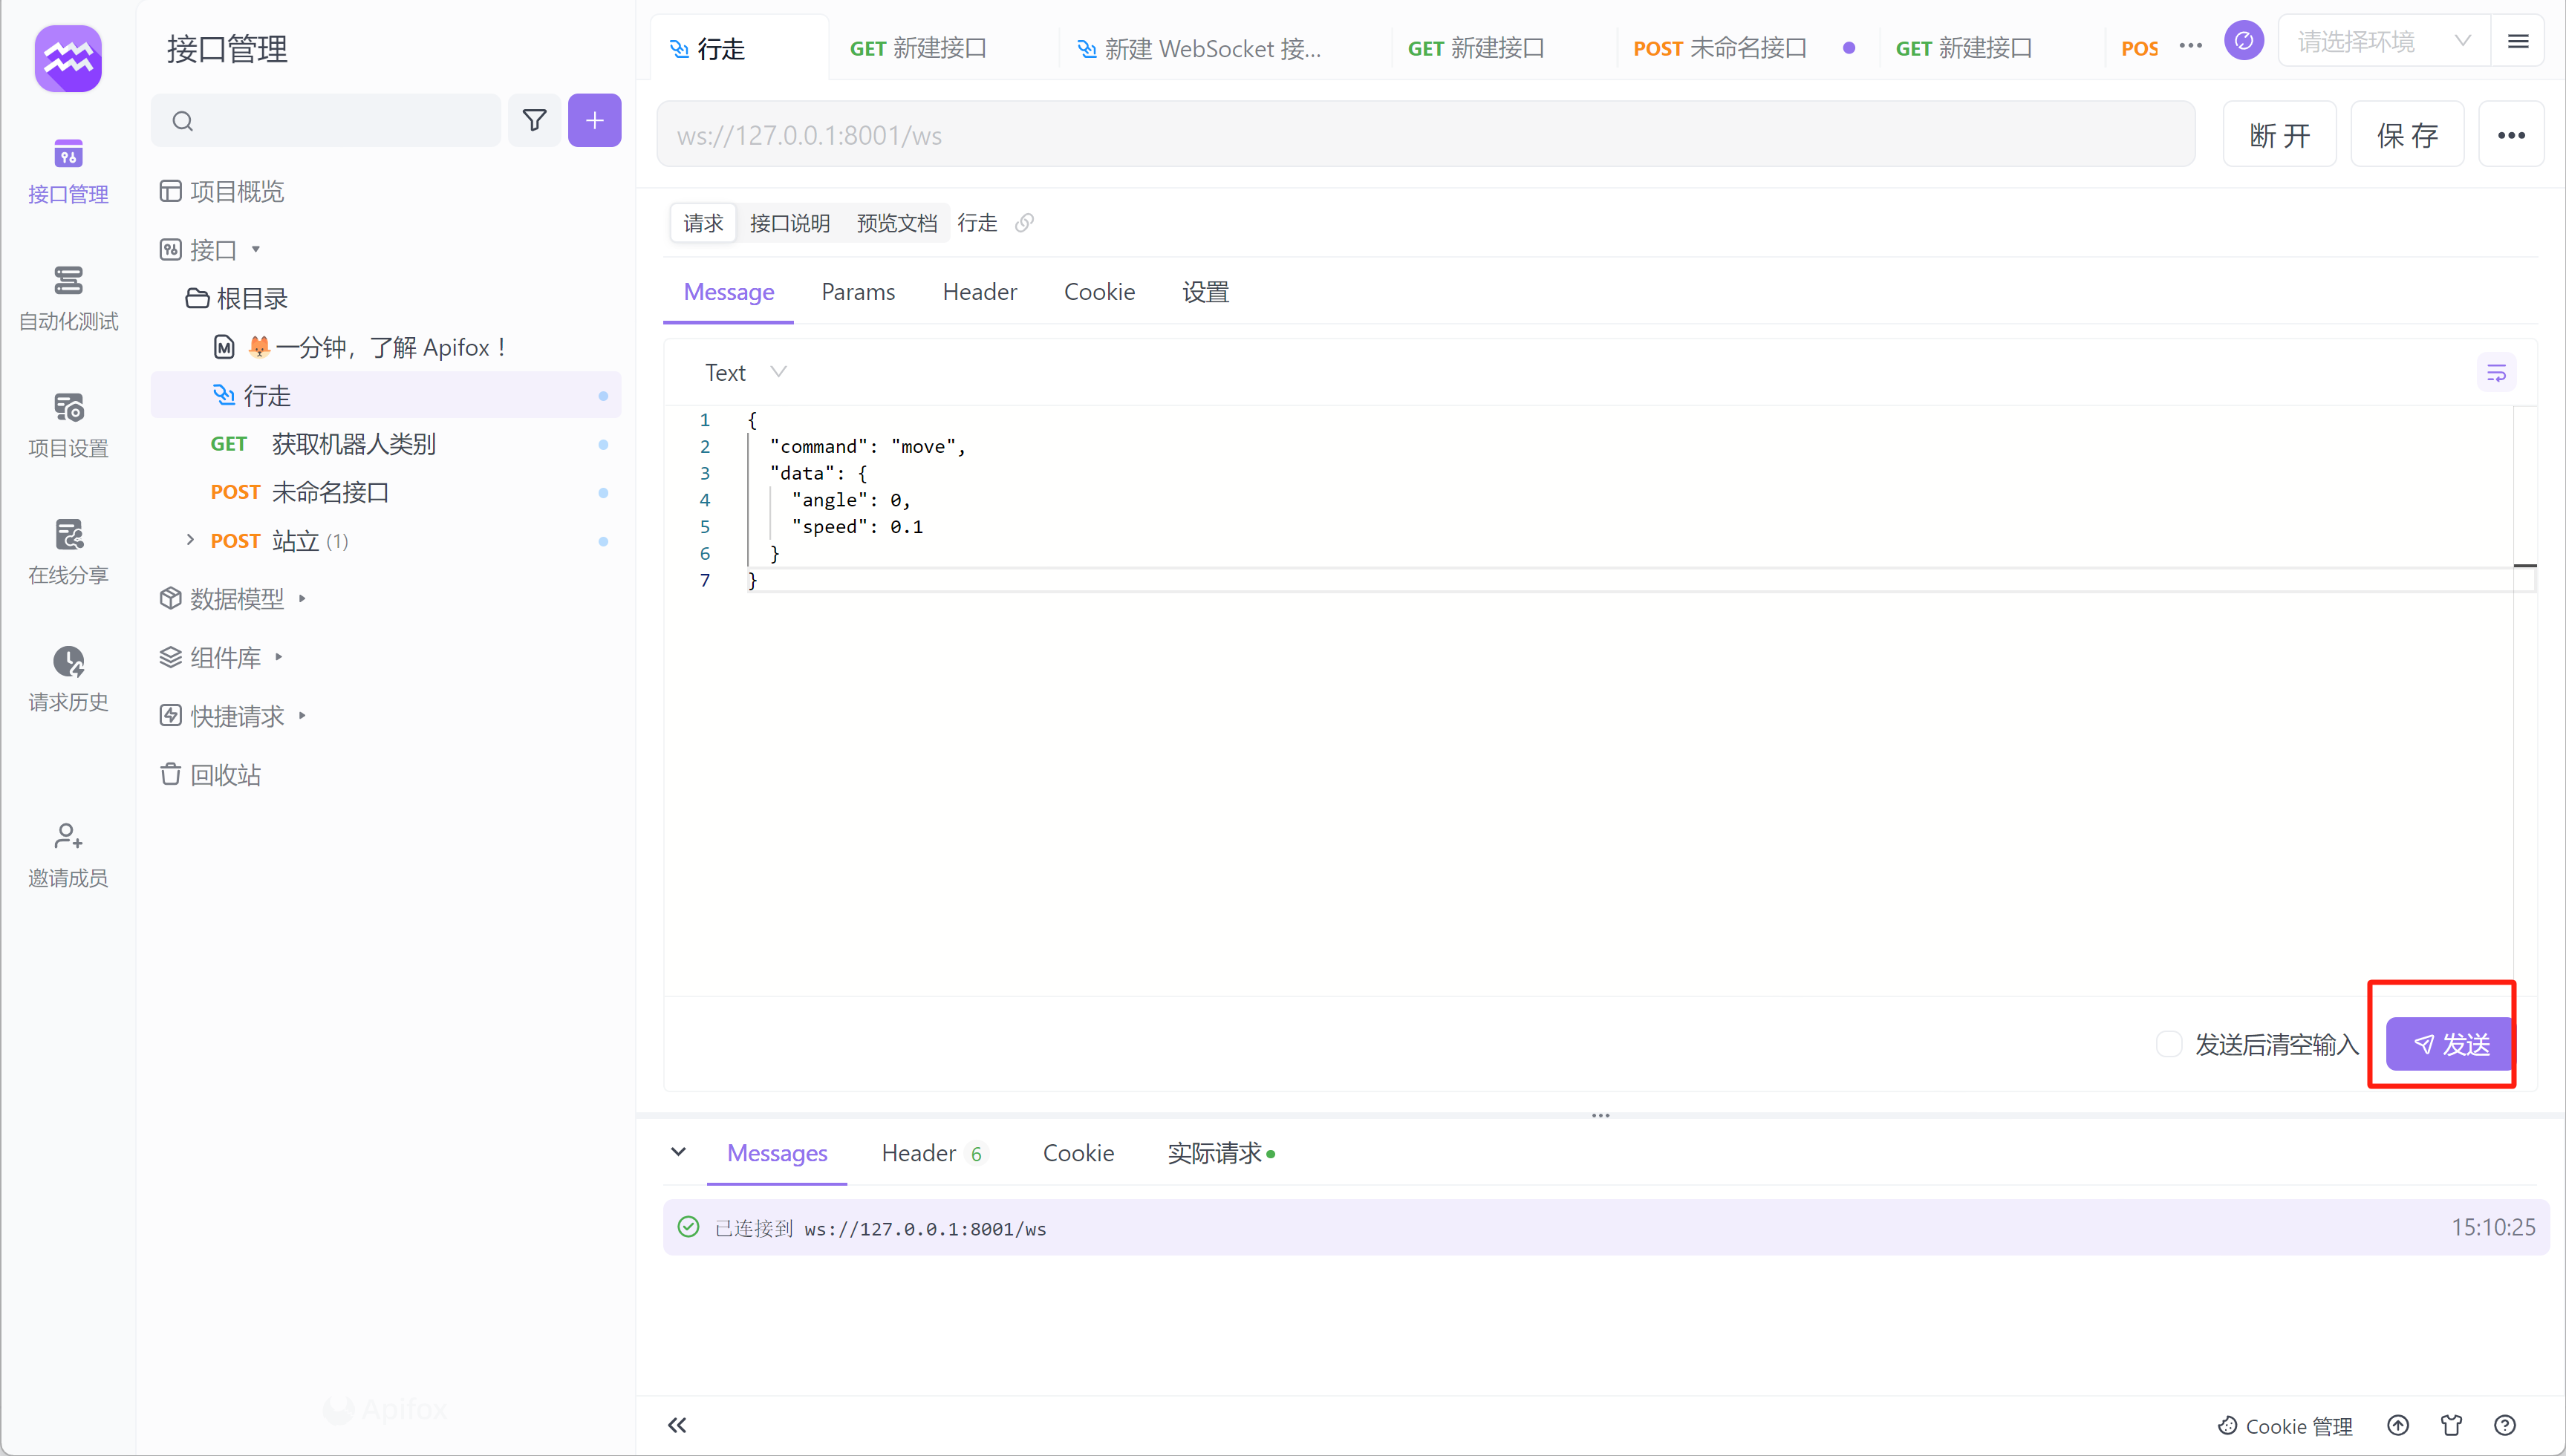 接口管理
自动化测试
项目设置
在线分享
请求历史
邀请成员
接口管理
项目概览
接口
根目录
一分钟，了解 Apifox！
行走
GET 获取机器人类别
POST 未命名接口
POST 站立 (1)
数据模型
组件库
快捷请求
回收站
Apifox
行走
GET 新建接口
新建 WebSocket 接...
GET 新建接口
POST 未命名接口
GET 新建接口
POS
请选择环境
ws://127.0.0.1:8001/ws
断开
保存
请求 接口说明 预览文档 行走
Message Params Header Cookie 设置
Text
1 {
2 "command": "move",
3 "data": {
4 "angle": 0,
5 "speed": 0.1
6 }
7 }
发送后清空输入 发送
Messages Header 6 Cookie 实际请求
已连接到 ws://127.0.0.1:8001/ws 15:10:25
Cookie 管理